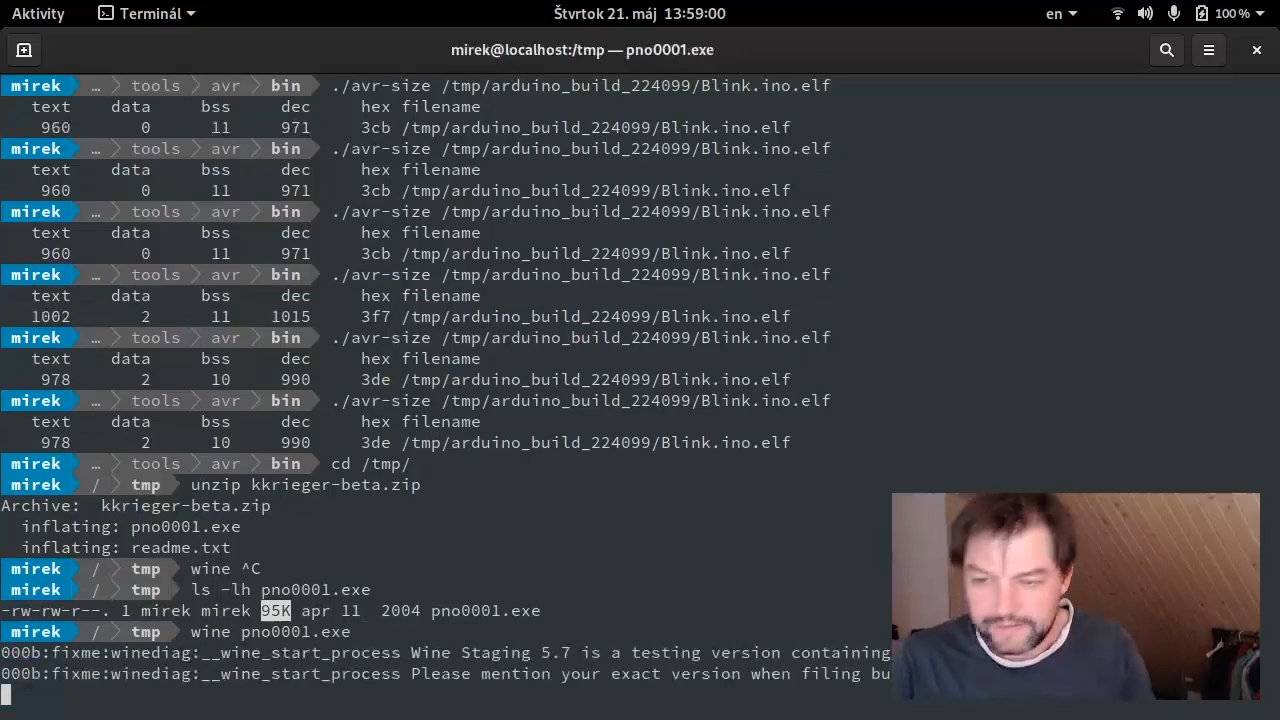 Aktivity Terminál Štvrtok 21. máj 13:59:00 en 100 %
mirek@localhost:/tmp — pno0001.exe
mirek … tools avr bin ./avr-size /tmp/arduino_build_224099/Blink.ino.elf
text data bss dec hex filename
960 0 11 971 3cb /tmp/arduino_build_224099/Blink.ino.elf
mirek … tools avr bin ./avr-size /tmp/arduino_build_224099/Blink.ino.elf
text data bss dec hex filename
960 0 11 971 3cb /tmp/arduino_build_224099/Blink.ino.elf
mirek … tools avr bin ./avr-size /tmp/arduino_build_224099/Blink.ino.elf
text data bss dec hex filename
960 0 11 971 3cb /tmp/arduino_build_224099/Blink.ino.elf
mirek … tools avr bin ./avr-size /tmp/arduino_build_224099/Blink.ino.elf
text data bss dec hex filename
1002 2 11 1015 3f7 /tmp/arduino_build_224099/Blink.ino.elf
mirek … tools avr bin ./avr-size /tmp/arduino_build_224099/Blink.ino.elf
text data bss dec hex filename
978 2 10 990 3de /tmp/arduino_build_224099/Blink.ino.elf
mirek … tools avr bin ./avr-size /tmp/arduino_build_224099/Blink.ino.elf
text data bss dec hex filename
978 2 10 990 3de /tmp/arduino_build_224099/Blink.ino.elf
mirek … tools avr bin cd /tmp/
mirek / tmp unzip kkrieger-beta.zip
Archive: kkrieger-beta.zip
inflating: pno0001.exe
inflating: readme.txt
mirek / tmp wine ^C
mirek / tmp ls -lh pno0001.exe
-rw-rw-r--. 1 mirek mirek 95K apr 11 2004 pno0001.exe
mirek / tmp wine pno0001.exe
000b:fixme:winediag:__wine_start_process Wine Staging 5.7 is a testing version containing
000b:fixme:winediag:__wine_start_process Please mention your exact version when filing bu